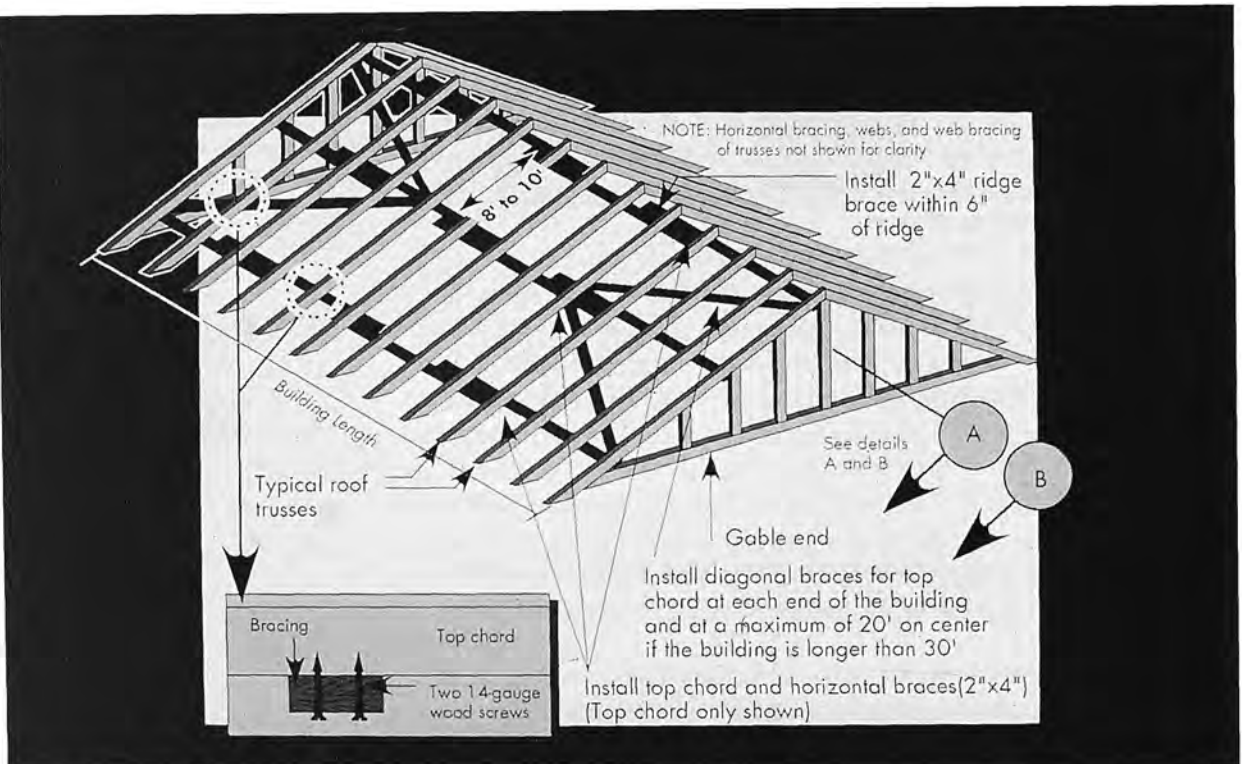 NOTE: Horizontal bracing, webs, and web bracing
of trusses not shown for clarity
Install 2"x4" ridge
brace within 6"
of ridge
8' to 10'
Building Length
Typical roof
trusses
See details
A and B
A
B
Gable end
Install diagonal braces for top
chord at each end of the building
and at a maximum of 20' on center
if the building is longer than 30'
Install top chord and horizontal braces(2"x4")
(Top chord only shown)
Bracing
Top chord
Two 14-gauge
wood screws